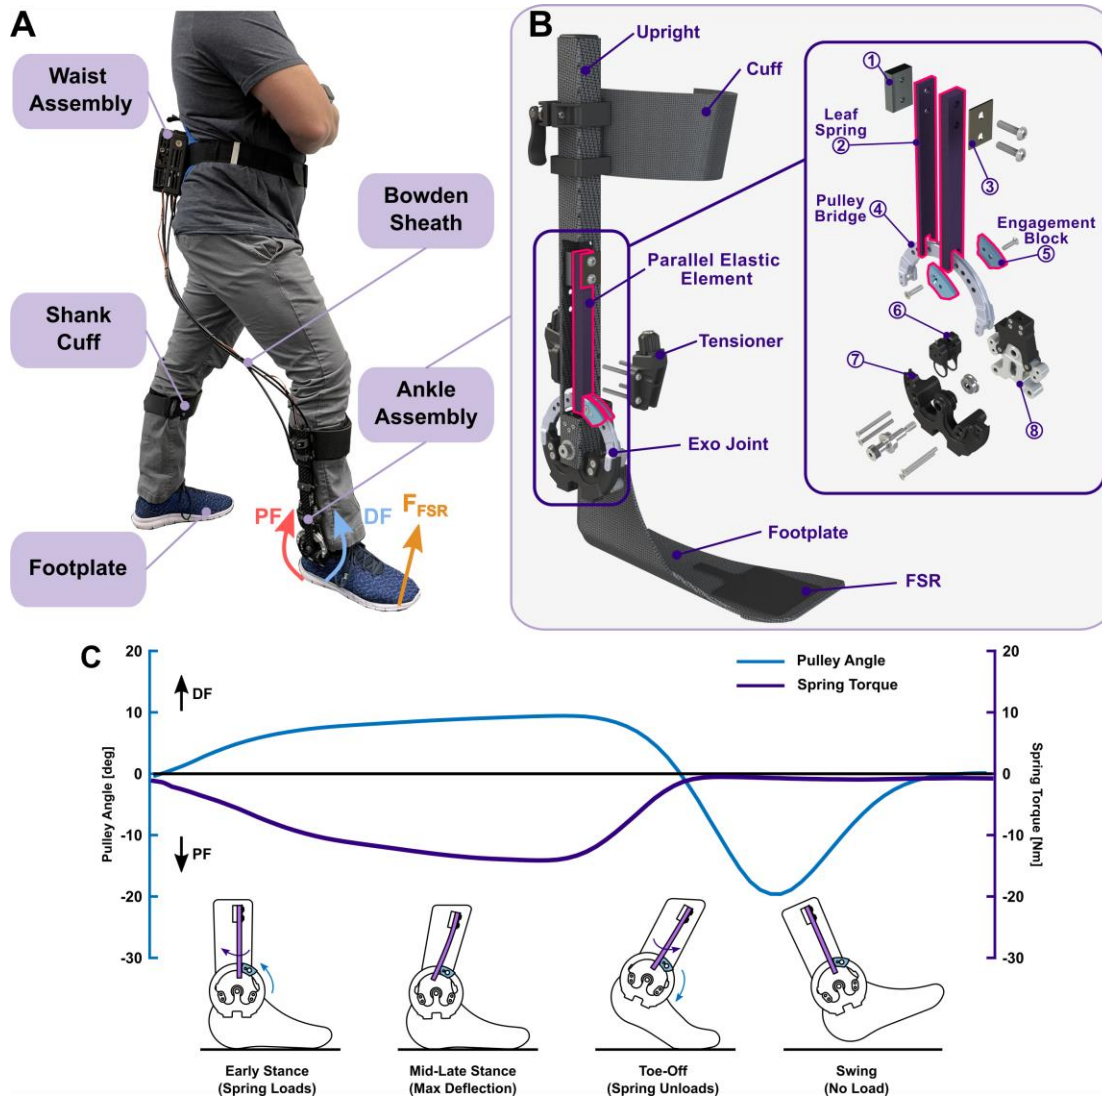 A
Waist
Assembly
Bowden
Sheath
Shank
Cuff
Ankle
Assembly
PF
DF
F_FSR
Footplate
B
Upright
Cuff
Parallel Elastic
Element
Tensioner
Exo Joint
Footplate
FSR
①
Leaf
Spring
②
③
Pulley
Bridge
④
Engagement
Block
⑤
⑥
⑦
⑧
C
Pulley Angle [deg]
20
10
0
-10
-20
-30
DF
PF
Pulley Angle
Spring Torque
20
10
0
-10
-20
-30
Spring Torque [Nm]
Early Stance
(Spring Loads)
Mid-Late Stance
(Max Deflection)
Toe-Off
(Spring Unloads)
Swing
(No Load)